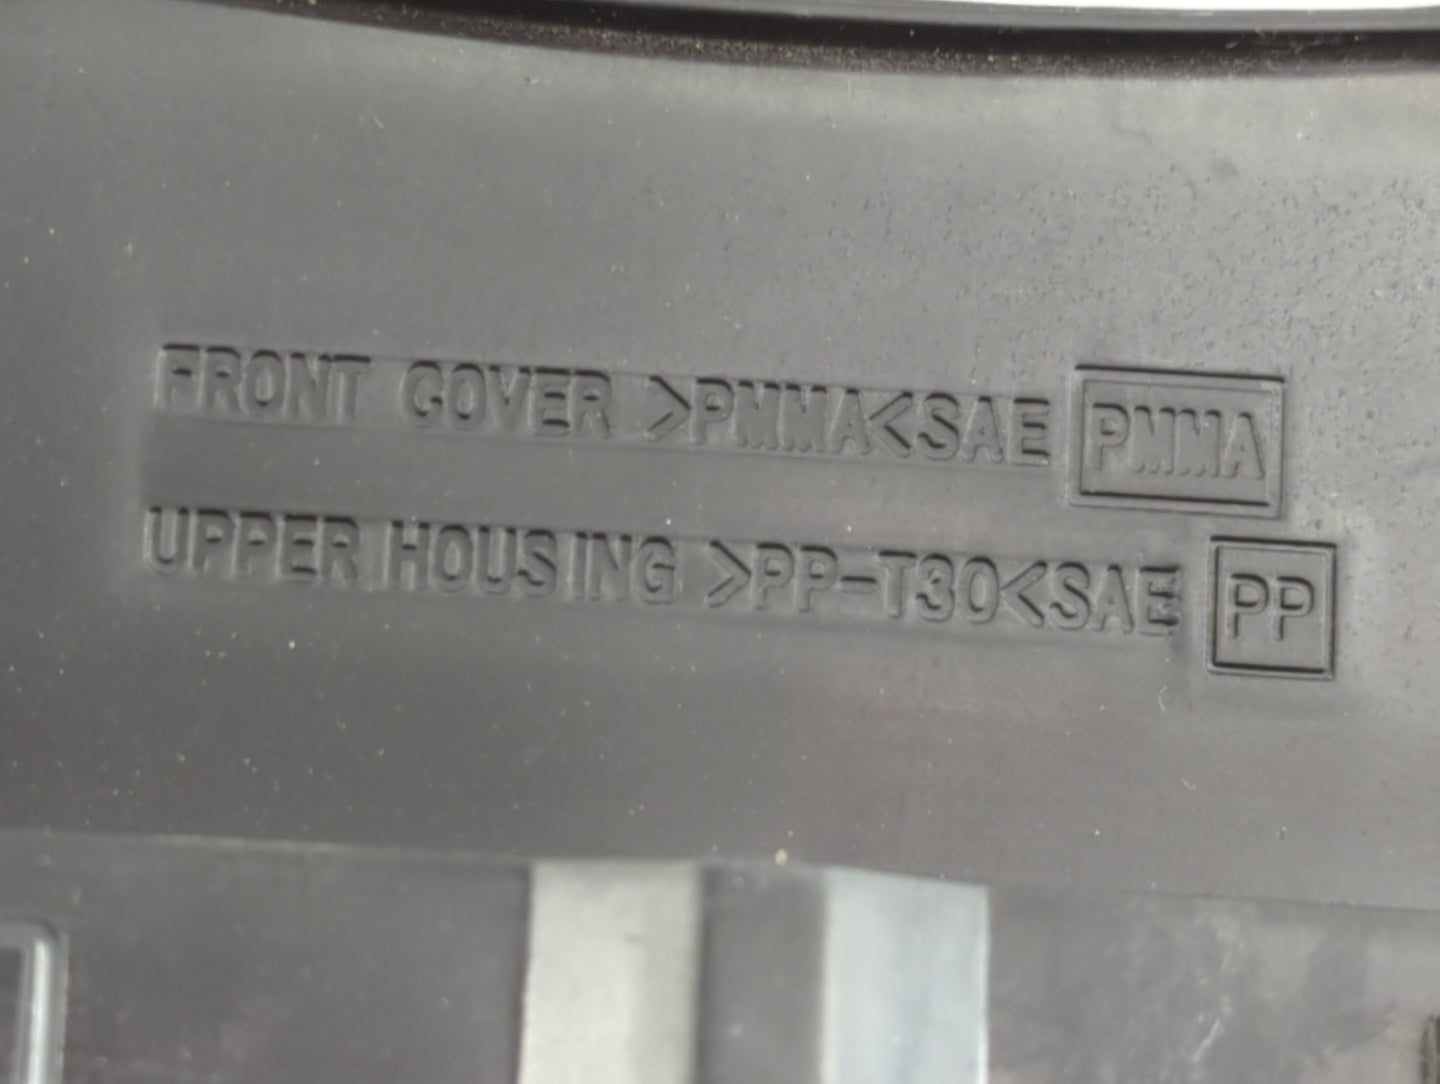 FRONT COVER >PMMA<SAE PMMA
UPPER HOUSING >PP-T30<SAE PP